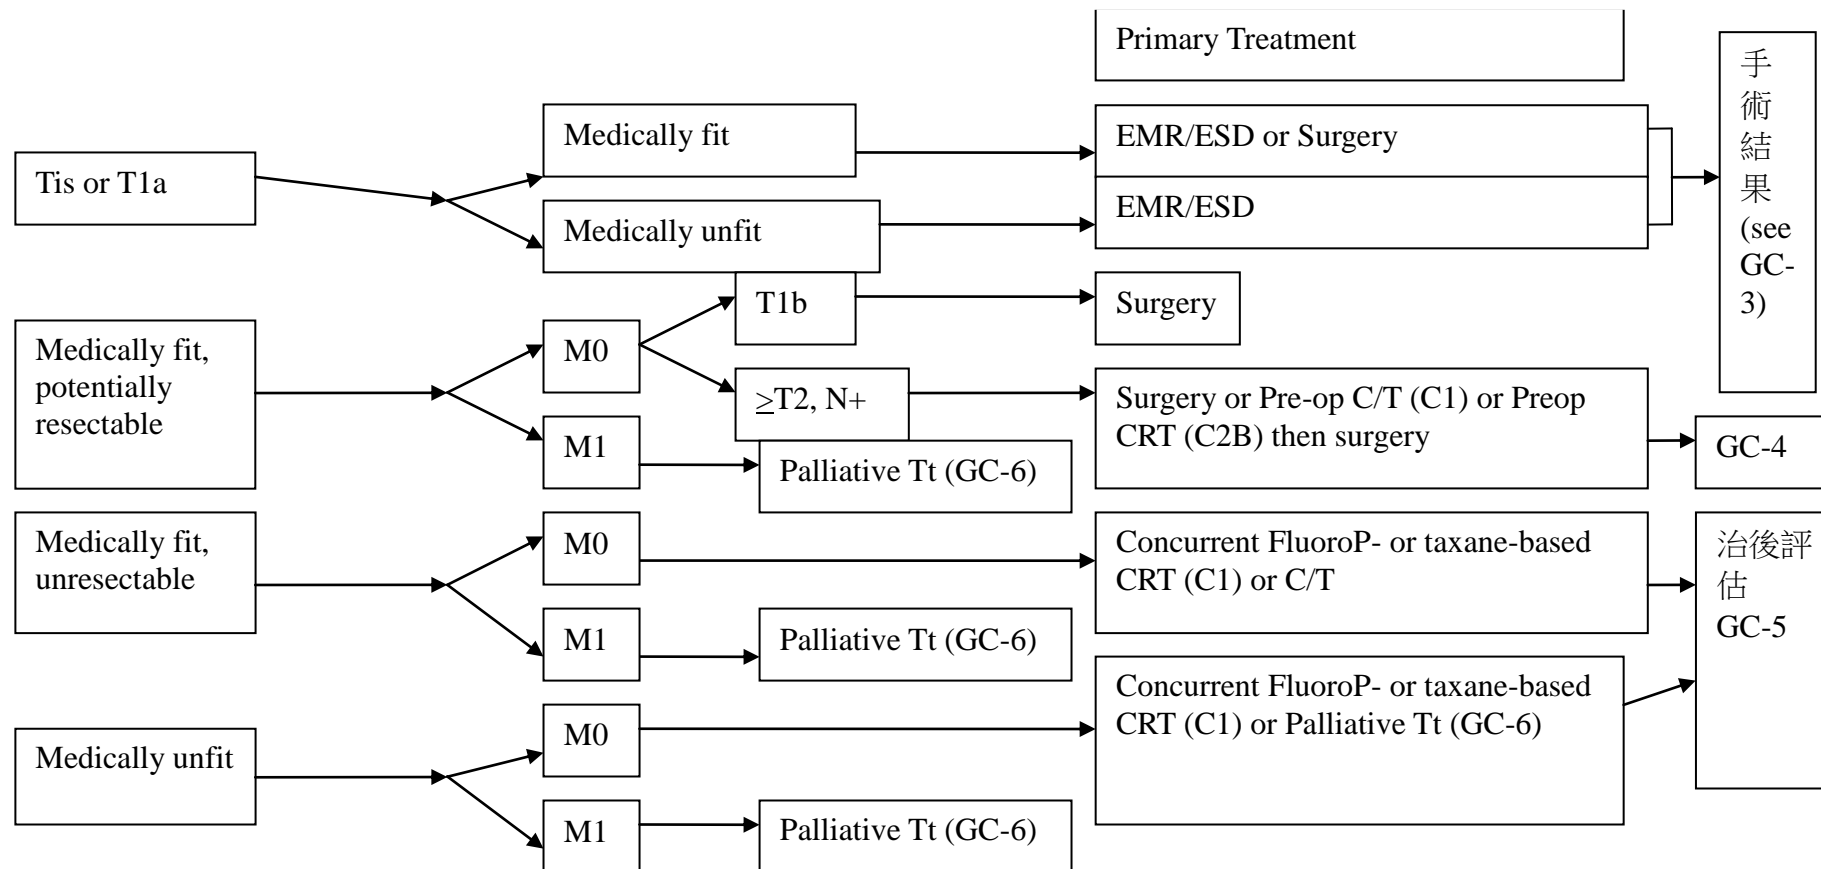 Primary Treatment
手
術
結
果
(see
GC-
3)
Tis or T1a
Medically fit
EMR/ESD or Surgery
Medically unfit
EMR/ESD
Medically fit,
potentially
resectable
M0
T1b
Surgery
≥T2, N+
Surgery or Pre-op C/T (C1) or Preop
CRT (C2B) then surgery
GC-4
M1
Palliative Tt (GC-6)
Medically fit,
unresectable
M0
Concurrent FluoroP- or taxane-based
CRT (C1) or C/T
治後評
估
GC-5
M1
Palliative Tt (GC-6)
Medically unfit
M0
Concurrent FluoroP- or taxane-based
CRT (C1) or Palliative Tt (GC-6)
M1
Palliative Tt (GC-6)